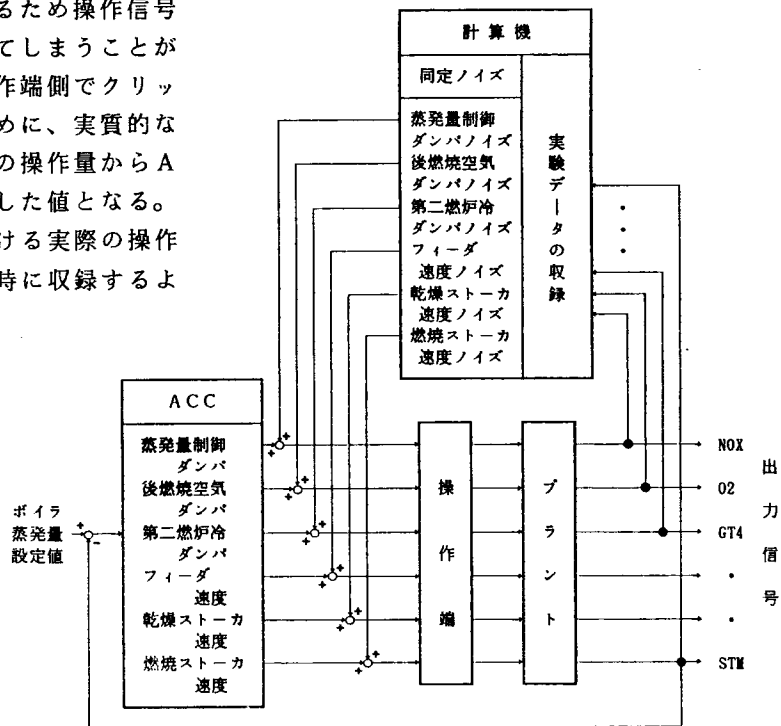 るため操作信号
てしまうことが
作端側でクリッ
めに、実質的な
の操作量からA
した値となる。
ける実際の操作
時に収録するよ
計算機
同定ノイズ
蒸発量制御
ダンパノイズ
後燃焼空気
ダンパノイズ
第二燃炉冷
ダンパノイズ
フィーダ
速度ノイズ
乾燥ストーカ
速度ノイズ
燃焼ストーカ
速度ノイズ
実験データの収録
ACC
蒸発量制御
ダンパ
後燃焼空気
ダンパ
第二燃炉冷
ダンパ
フィーダ
速度
乾燥ストーカ
速度
燃焼ストーカ
速度
ボイラ
蒸発量
設定値
操作端
プラント
NOX
O2
GT4
STM
出力信号